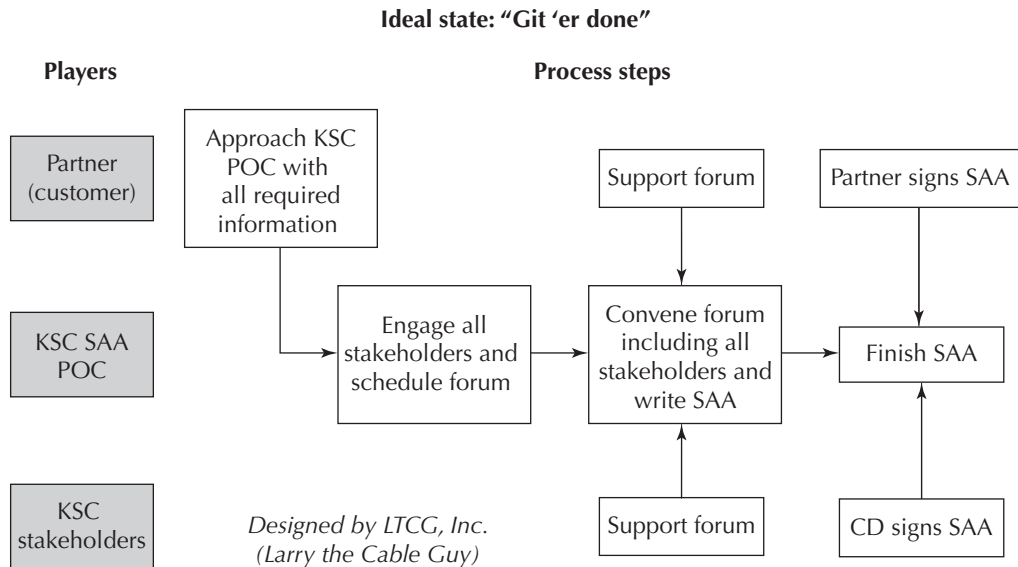 Ideal state: “Git ‘er done”
Players
Process steps
Partner
(customer)
Approach KSC
POC with
all required
information
Support forum
Partner signs SAA
KSC SAA
POC
Engage all
stakeholders and
schedule forum
Convene forum
including all
stakeholders and
write SAA
Finish SAA
KSC
stakeholders
Designed by LTCG, Inc.
(Larry the Cable Guy)
Support forum
CD signs SAA